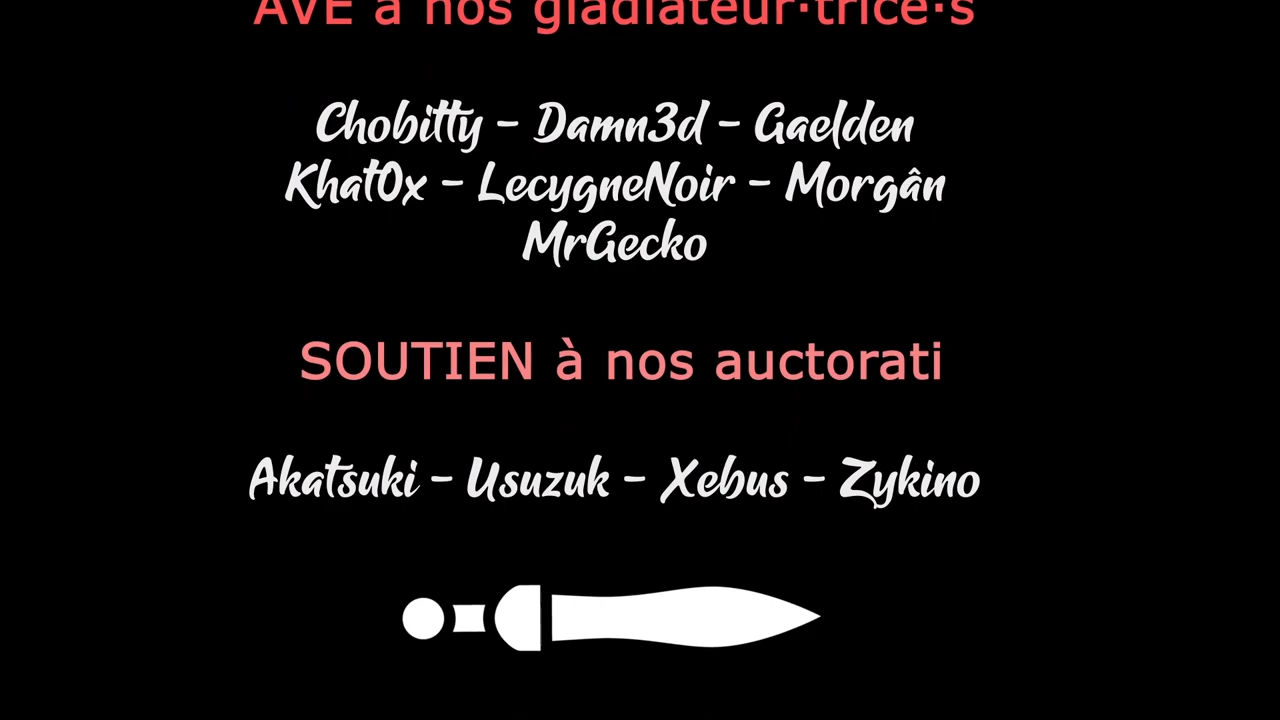 AVE à nos gladiateur·trice·s
Chobitty - Damn3d - Gaelden
Khat0x - LecygneNoir - Morgân
MrGecko
SOUTIEN à nos auctorati
Akatsuki - Usuzuk - Xebus - Zykino